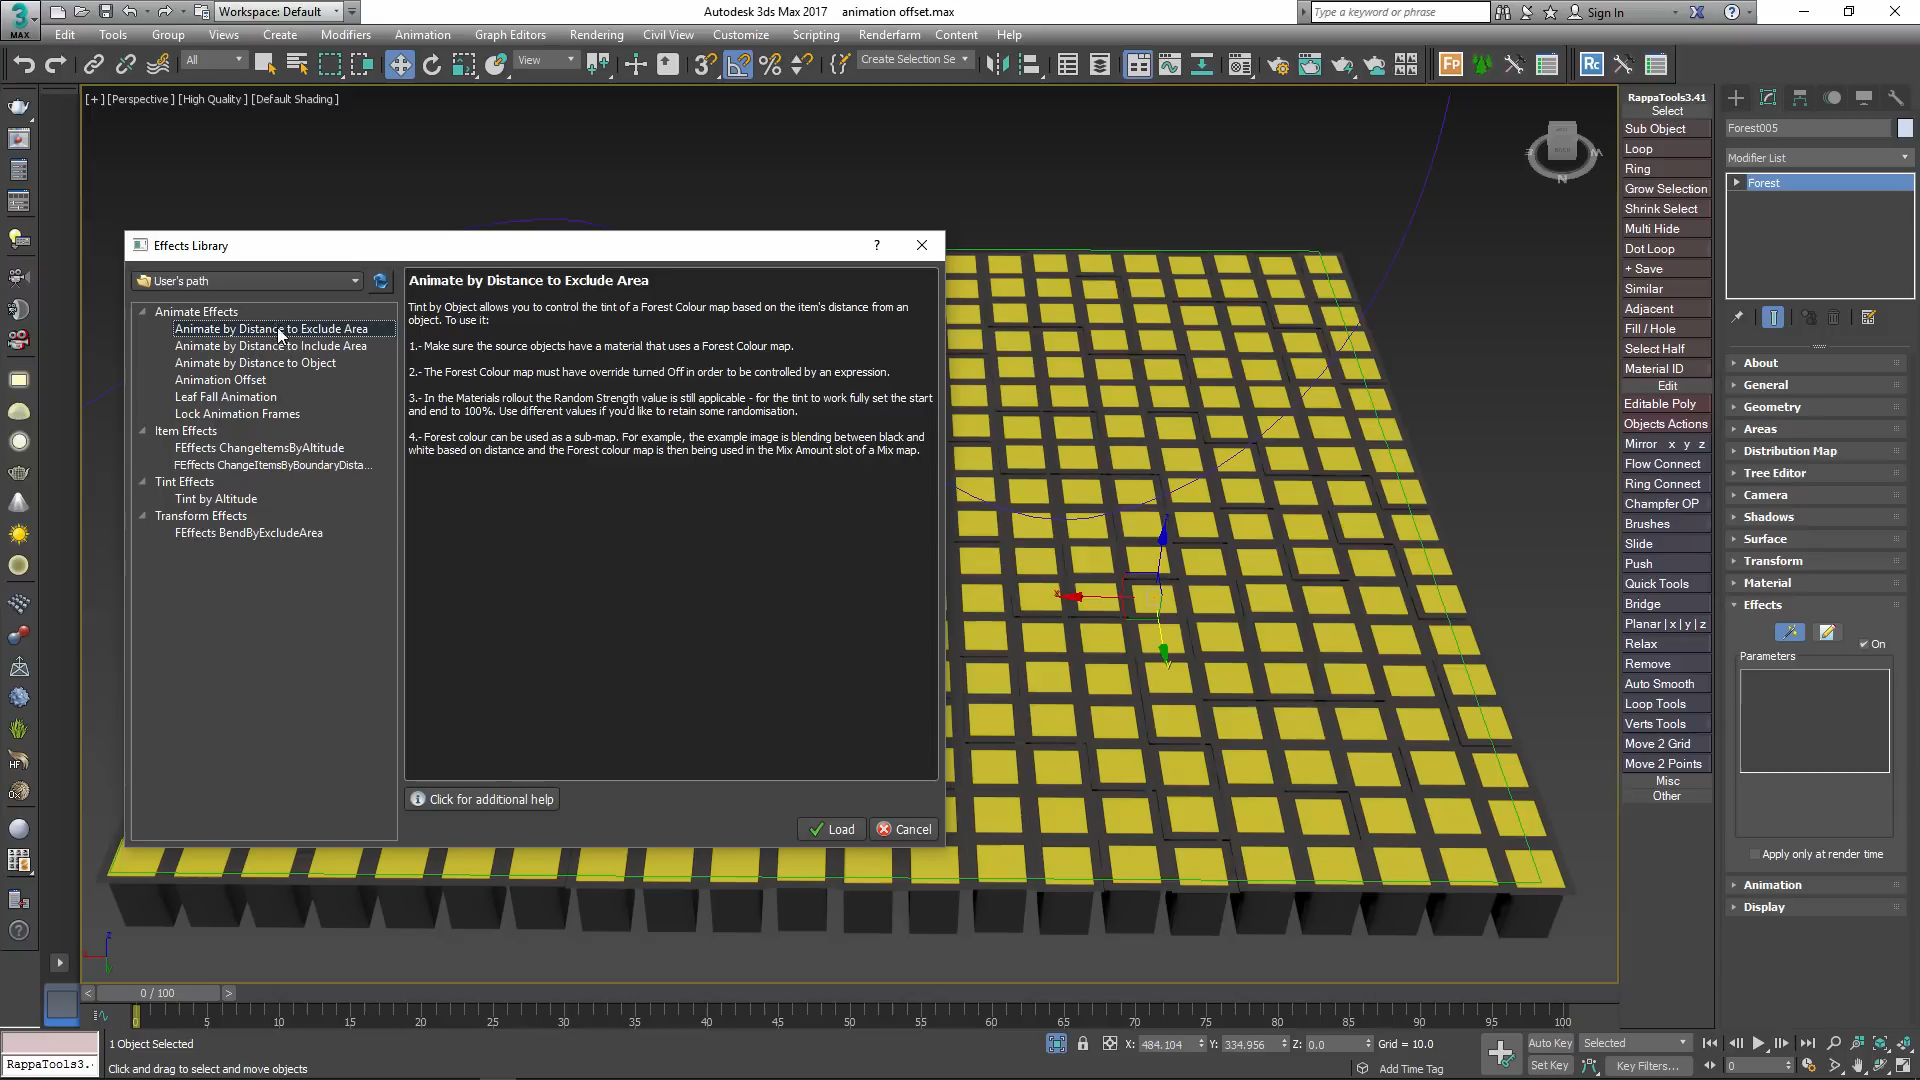 Workspace: Default
Autodesk 3ds Max 2017 animation offset.max
Type a keyword or phrase
Sign In
MAX
Edit Tools Group Views Create Modifiers Animation Graph Editors Rendering Civil View Customize Scripting Renderfarm Content Help
All
View
Create Selection Se
Fp
Rc
[+] [Perspective] [High Quality] [Default Shading]
Effects Library
?
User's path
Animate Effects
Animate by Distance to Exclude Area
Animate by Distance to Include Area
Animate by Distance to Object
Animation Offset
Leaf Fall Animation
Lock Animation Frames
Item Effects
FEffects ChangeItemsByAltitude
FEffects ChangeItemsByBoundaryDista...
Tint Effects
Tint by Altitude
Transform Effects
FEffects BendByExcludeArea
Animate by Distance to Exclude Area
Tint by Object allows you to control the tint of a Forest Colour map based on the item's distance from an
object. To use it:
1.- Make sure the source objects have a material that uses a Forest Colour map.
2.- The Forest Colour map must have override turned Off in order to be controlled by an expression.
3.- In the Materials rollout the Random Strength value is still applicable - for the tint to work fully set the start
and end to 100%. Use different values if you'd like to retain some randomisation.
4.- Forest colour can be used as a sub-map. For example, the example image is blending between black and
white based on distance and the Forest colour map is then being used in the Mix Amount slot of a Mix map.
Click for additional help
Load
Cancel
N
RappaTools3.41
Select
Sub Object
Loop
Ring
Grow Selection
Shrink Select
Multi Hide
Dot Loop
+ Save
Similar
Adjacent
Fill / Hole
Select Half
Material ID
Edit
Editable Poly
Objects Actions
Mirror x y z
Flow Connect
Ring Connect
Champfer OP
Brushes
Slide
Push
Quick Tools
Bridge
Planar | x | y | z
Relax
Remove
Auto Smooth
Loop Tools
Verts Tools
Move 2 Grid
Move 2 Points
Misc
Other
Forest005
Modifier List
Forest
About
General
Geometry
Areas
Distribution Map
Tree Editor
Camera
Shadows
Surface
Transform
Material
Effects
On
Parameters
Apply only at render time
Animation
Display
HF
z
x
0 / 100
5 10 15 20 25 30 35 40 45 50 55 60 65 70 75 80 85 90 95 100
RappaTools3.
1 Object Selected
Click and drag to select and move objects
X: 484.104 Y: 334.956 Z: 0.0 Grid = 10.0
Add Time Tag
Auto Key
Selected
Set Key
Key Filters...
0